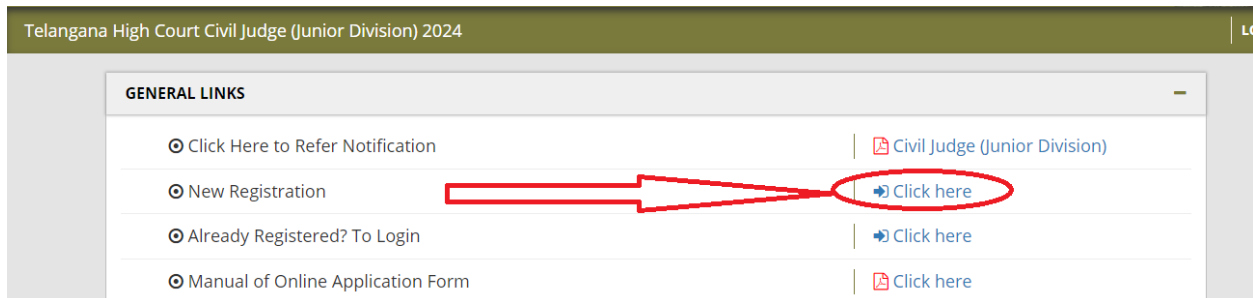 Telangana High Court Civil Judge (Junior Division) 2024
GENERAL LINKS
Click Here to Refer Notification Civil Judge (Junior Division)
New Registration Click here
Already Registered? To Login Click here
Manual of Online Application Form Click here